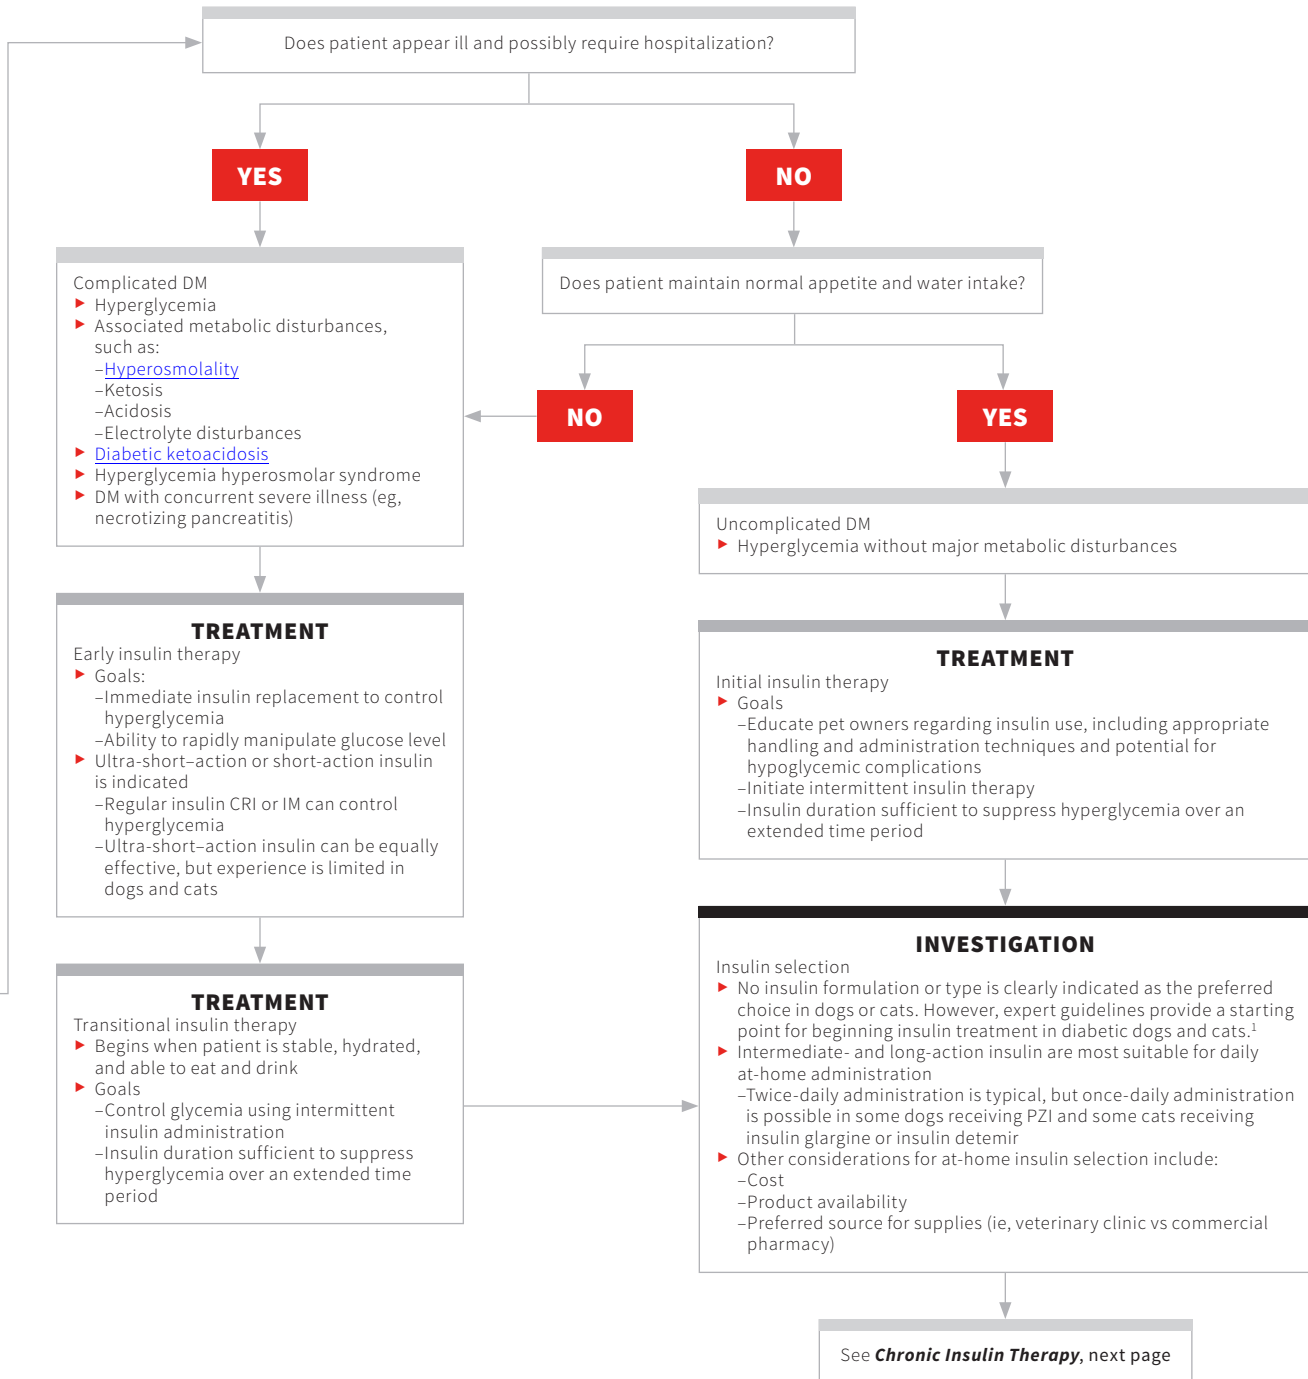 Does patient appear ill and possibly require hospitalization?
YES
NO
Complicated DM
► Hyperglycemia
► Associated metabolic disturbances,
such as:
–Hyperosmolality
–Ketosis
–Acidosis
–Electrolyte disturbances
► Diabetic ketoacidosis
► Hyperglycemia hyperosmolar syndrome
► DM with concurrent severe illness (eg,
necrotizing pancreatitis)
Does patient maintain normal appetite and water intake?
NO
YES
Uncomplicated DM
► Hyperglycemia without major metabolic disturbances
TREATMENT
Early insulin therapy
► Goals:
–Immediate insulin replacement to control
hyperglycemia
–Ability to rapidly manipulate glucose level
► Ultra-short–action or short-action insulin
is indicated
–Regular insulin CRI or IM can control
hyperglycemia
–Ultra-short–action insulin can be equally
effective, but experience is limited in
dogs and cats
TREATMENT
Initial insulin therapy
► Goals
–Educate pet owners regarding insulin use, including appropriate
handling and administration techniques and potential for
hypoglycemic complications
–Initiate intermittent insulin therapy
–Insulin duration sufficient to suppress hyperglycemia over an
extended time period
TREATMENT
Transitional insulin therapy
► Begins when patient is stable, hydrated,
and able to eat and drink
► Goals
–Control glycemia using intermittent
insulin administration
–Insulin duration sufficient to suppress
hyperglycemia over an extended time
period
INVESTIGATION
Insulin selection
► No insulin formulation or type is clearly indicated as the preferred
choice in dogs or cats. However, expert guidelines provide a starting
point for beginning insulin treatment in diabetic dogs and cats.¹
► Intermediate- and long-action insulin are most suitable for daily
at-home administration
–Twice-daily administration is typical, but once-daily administration
is possible in some dogs receiving PZI and some cats receiving
insulin glargine or insulin detemir
► Other considerations for at-home insulin selection include:
–Cost
–Product availability
–Preferred source for supplies (ie, veterinary clinic vs commercial
pharmacy)
See Chronic Insulin Therapy, next page